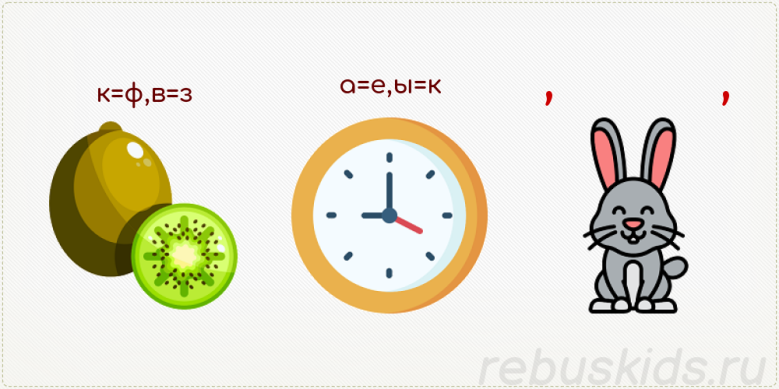 к=ф,в=з
а=е,ы=к
, ,
rebuskids.ru